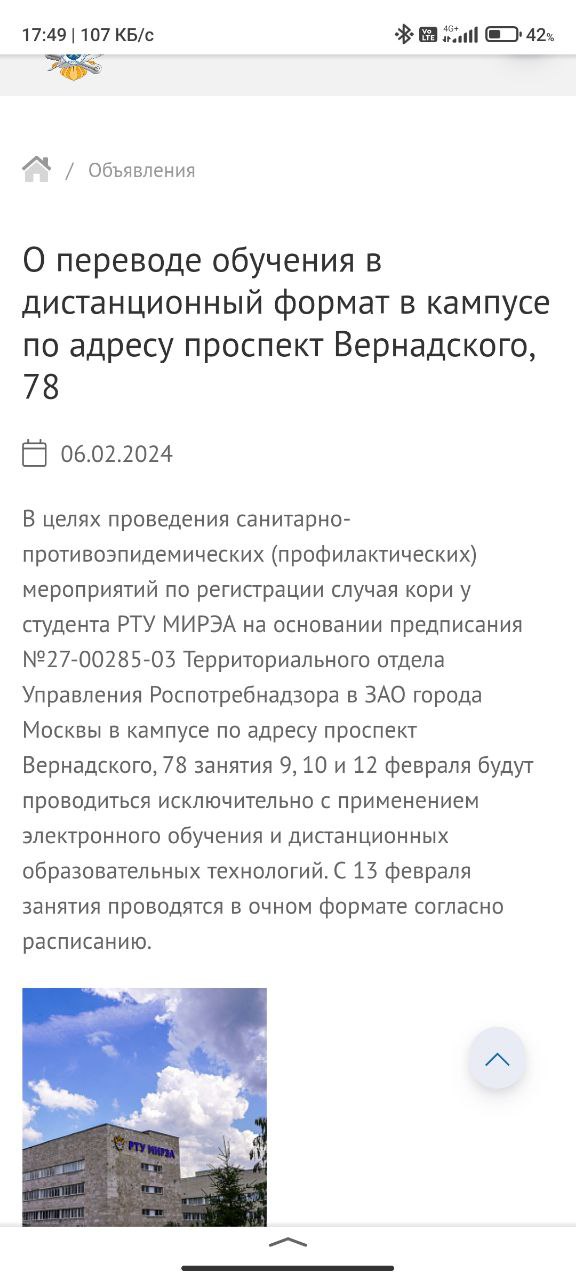 17:49 | 107 КБ/с
Vo
LTE
4G+
42%
/ Объявления
О переводе обучения в
дистанционный формат в кампусе
по адресу проспект Вернадского,
78
06.02.2024
В целях проведения санитарно-
противоэпидемических (профилактических)
мероприятий по регистрации случая кори у
студента РТУ МИРЭА на основании предписания
№27-00285-03 Территориального отдела
Управления Роспотребнадзора в ЗАО города
Москвы в кампусе по адресу проспект
Вернадского, 78 занятия 9, 10 и 12 февраля будут
проводиться исключительно с применением
электронного обучения и дистанционных
образовательных технологий. С 13 февраля
занятия проводятся в очном формате согласно
расписанию.
РТУ МИРЭА